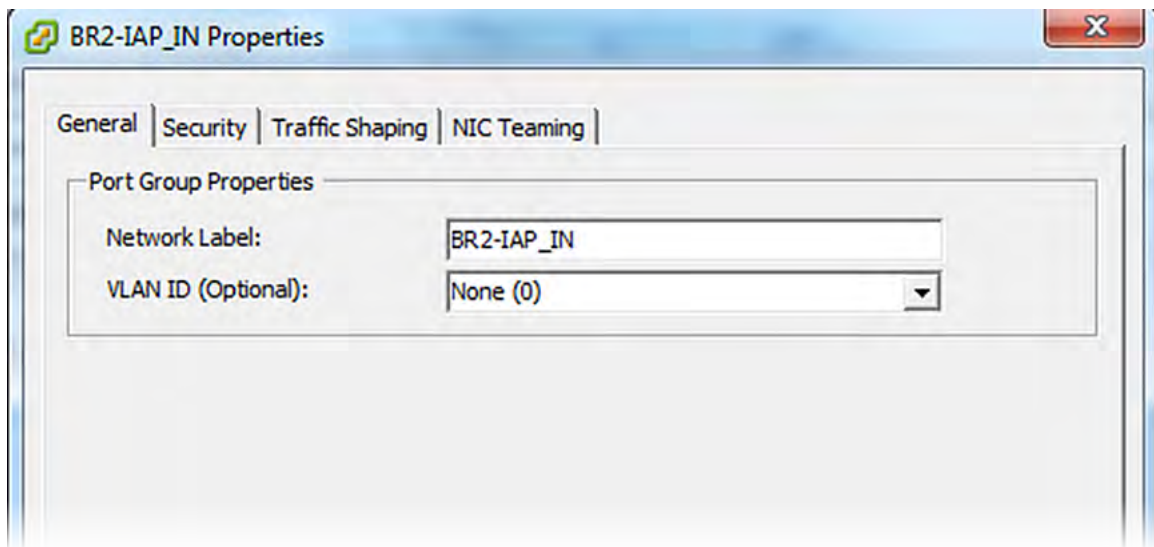 BR2-IAP_IN Properties
General Security Traffic Shaping NIC Teaming
Port Group Properties
Network Label: BR2-IAP_IN
VLAN ID (Optional): None (0)